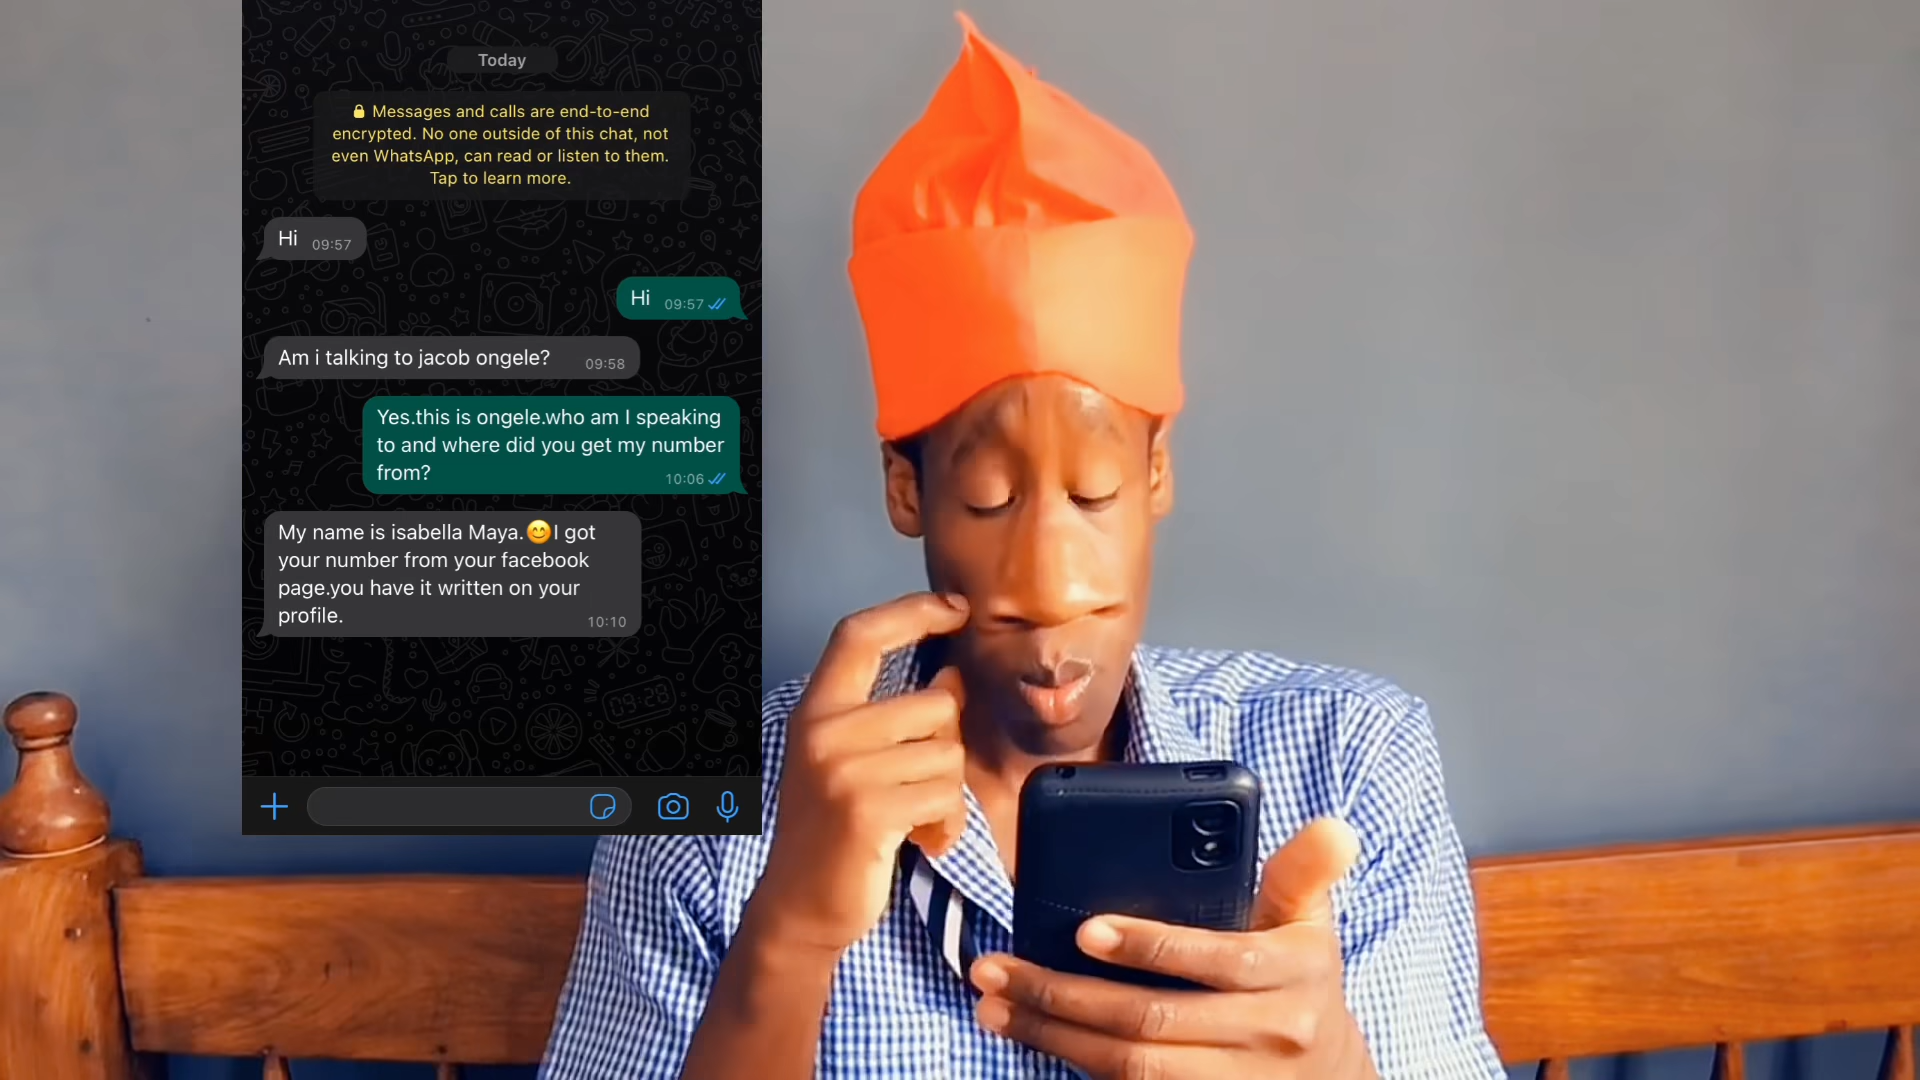 Today
🔒 Messages and calls are end-to-end
encrypted. No one outside of this chat, not
even WhatsApp, can read or listen to them.
Tap to learn more.
Hi 09:57
Hi 09:57
Am i talking to jacob ongele? 09:58
Yes.this is ongele.who am I speaking
to and where did you get my number
from? 10:06
My name is isabella Maya.😊I got
your number from your facebook
page.you have it written on your
profile. 10:10